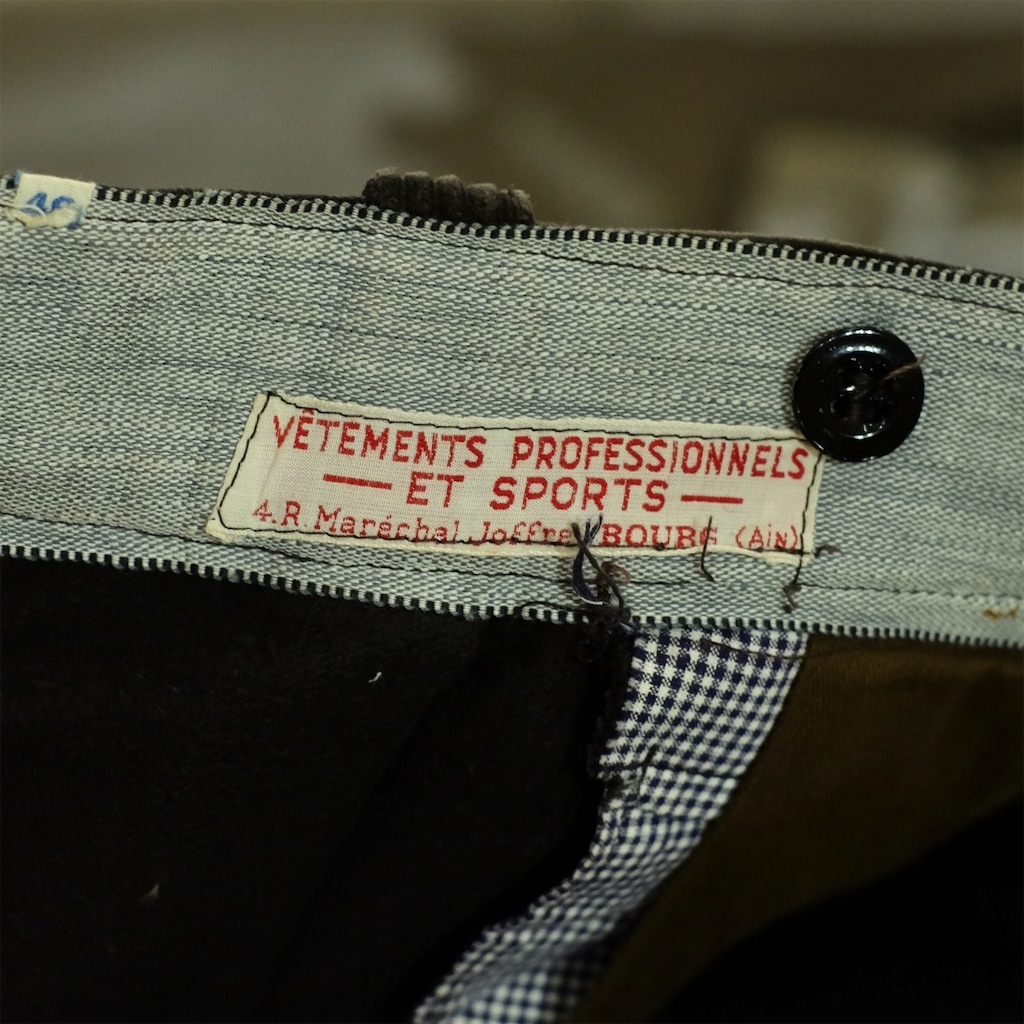 VÊTEMENTS PROFESSIONNELS
— ET SPORTS —
4.R. Maréchal Joffre BOURG (AiN)